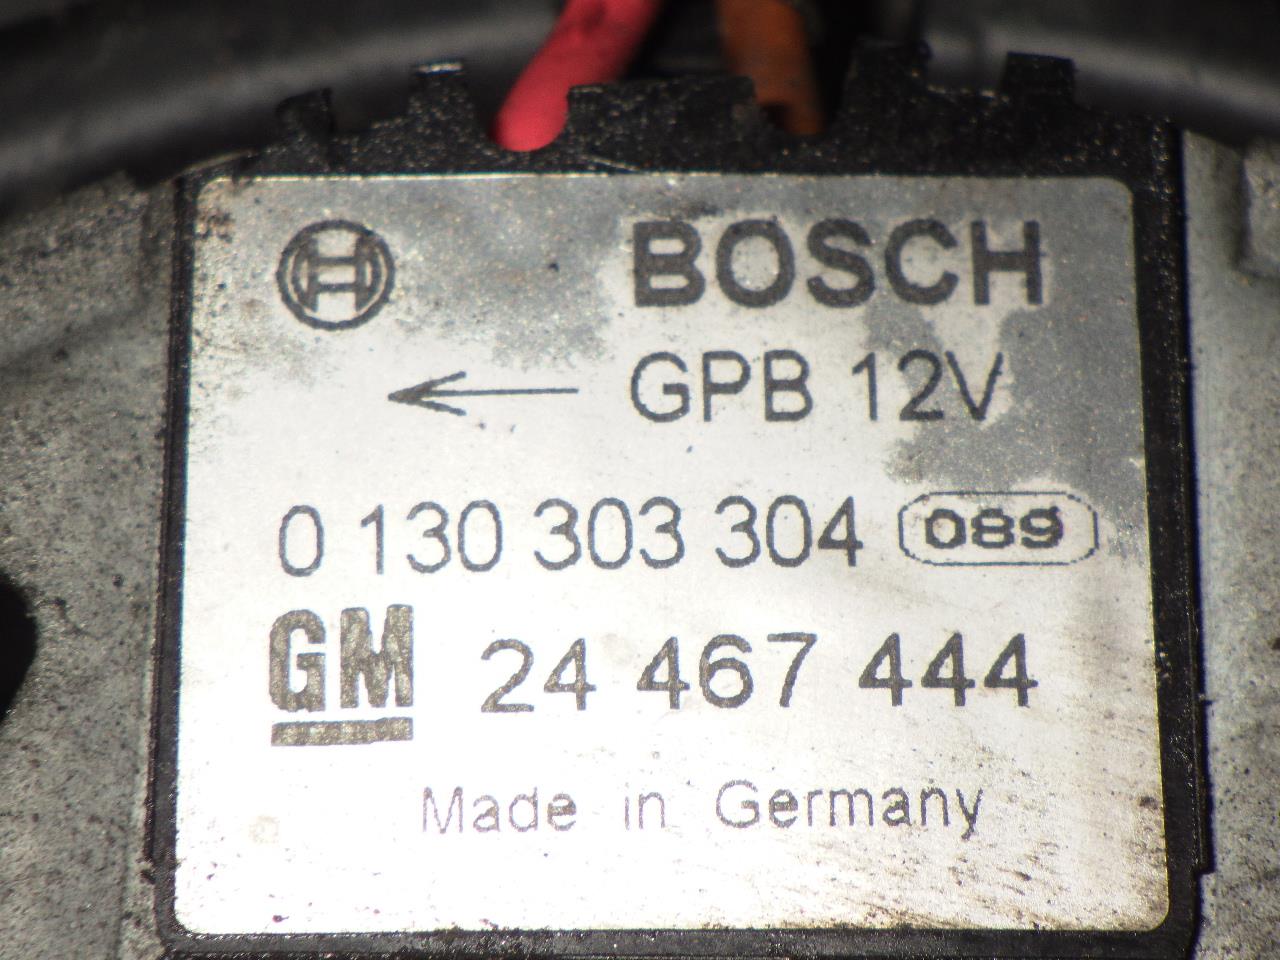 BOSCH
GPB 12V
0 130 303 304 089
GM 24 467 444
Made in Germany